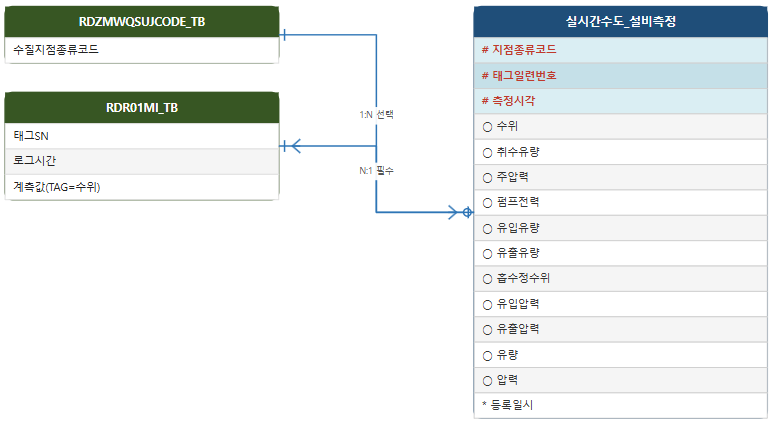 RDZMWQSUJCODE_TB
수질지점종류코드
RDR01MI_TB
태그SN
로그시간
계측값(TAG=수위)
1:N 선택
N:1 필수
실시간수도_설비측정
# 지점종류코드
# 태그일련번호
# 측정시각
○ 수위
○ 취수유량
○ 주압력
○ 펌프전력
○ 유입유량
○ 유출유량
○ 흡수정수위
○ 유입압력
○ 유출압력
○ 유량
○ 압력
* 등록일시